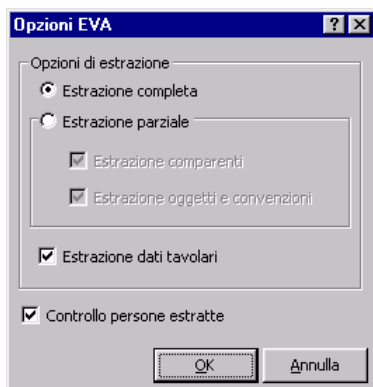 Opzioni EVA
Opzioni di estrazione
Estrazione completa
Estrazione parziale
Estrazione comparenti
Estrazione oggetti e convenzioni
Estrazione dati tavolari
Controllo persone estratte
OK Annulla